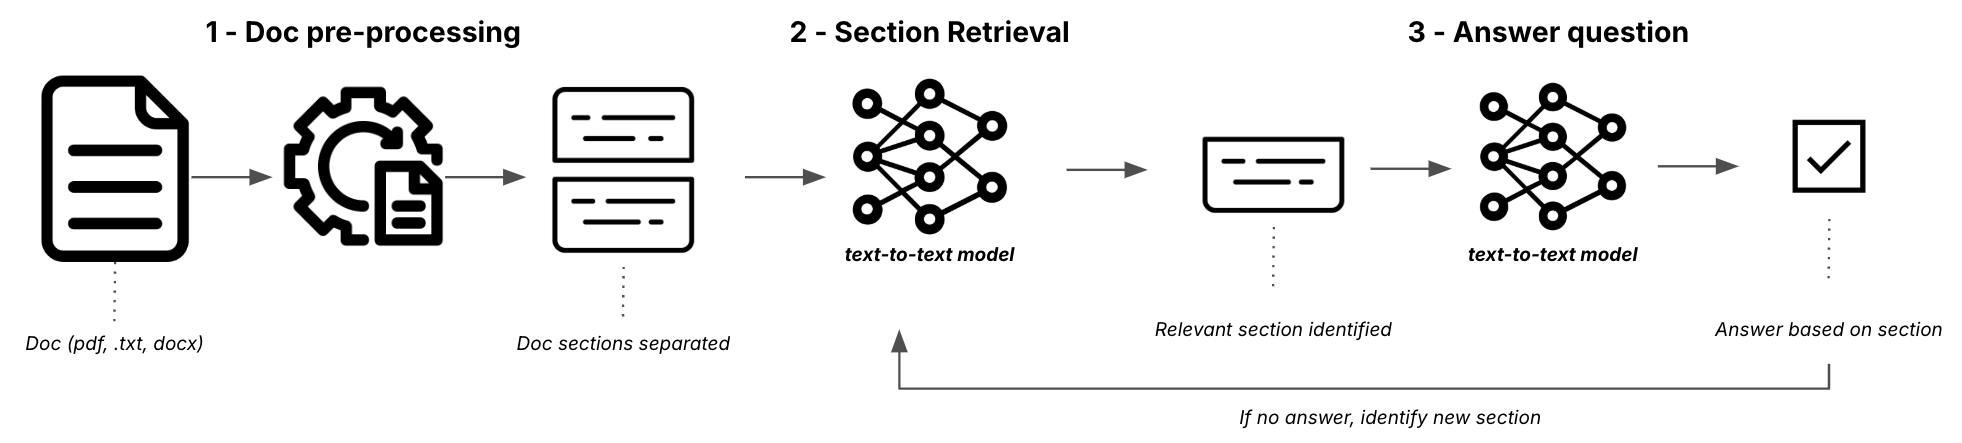 1 - Doc pre-processing
2 - Section Retrieval
3 - Answer question
text-to-text model
text-to-text model
Doc (pdf, .txt, docx)
Doc sections separated
Relevant section identified
Answer based on section
If no answer, identify new section